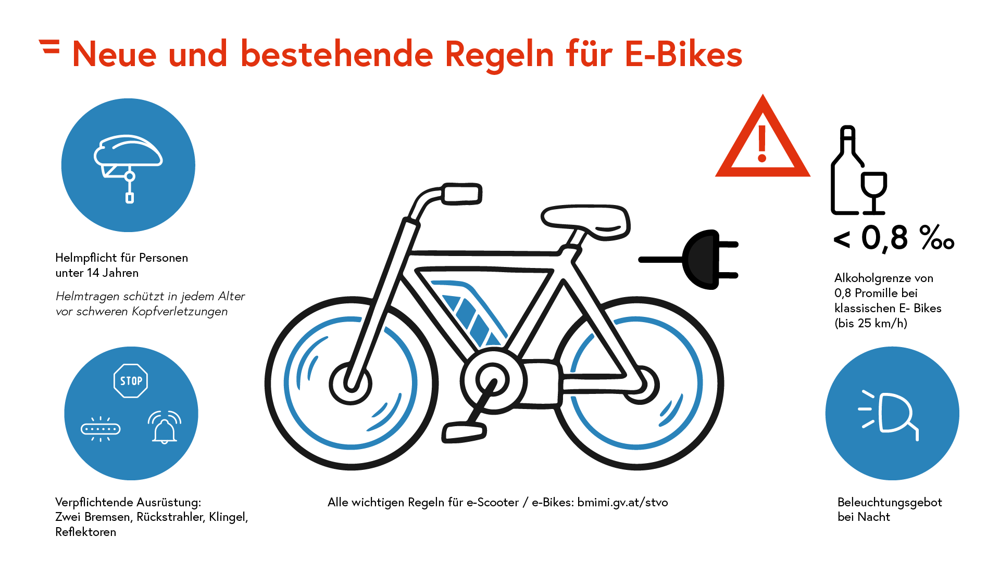 Neue und bestehende Regeln für E-Bikes
Helmpflicht für Personen
unter 14 Jahren
Helmtragen schützt in jedem Alter
vor schweren Kopfverletzungen
STOP
Verpflichtende Ausrüstung:
Zwei Bremsen, Rückstrahler, Klingel,
Reflektoren
Alle wichtigen Regeln für e-Scooter / e-Bikes: bmimi.gv.at/stvo
!
< 0,8 ‰
Alkoholgrenze von
0,8 Promille bei
klassischen E- Bikes
(bis 25 km/h)
Beleuchtungsgebot
bei Nacht